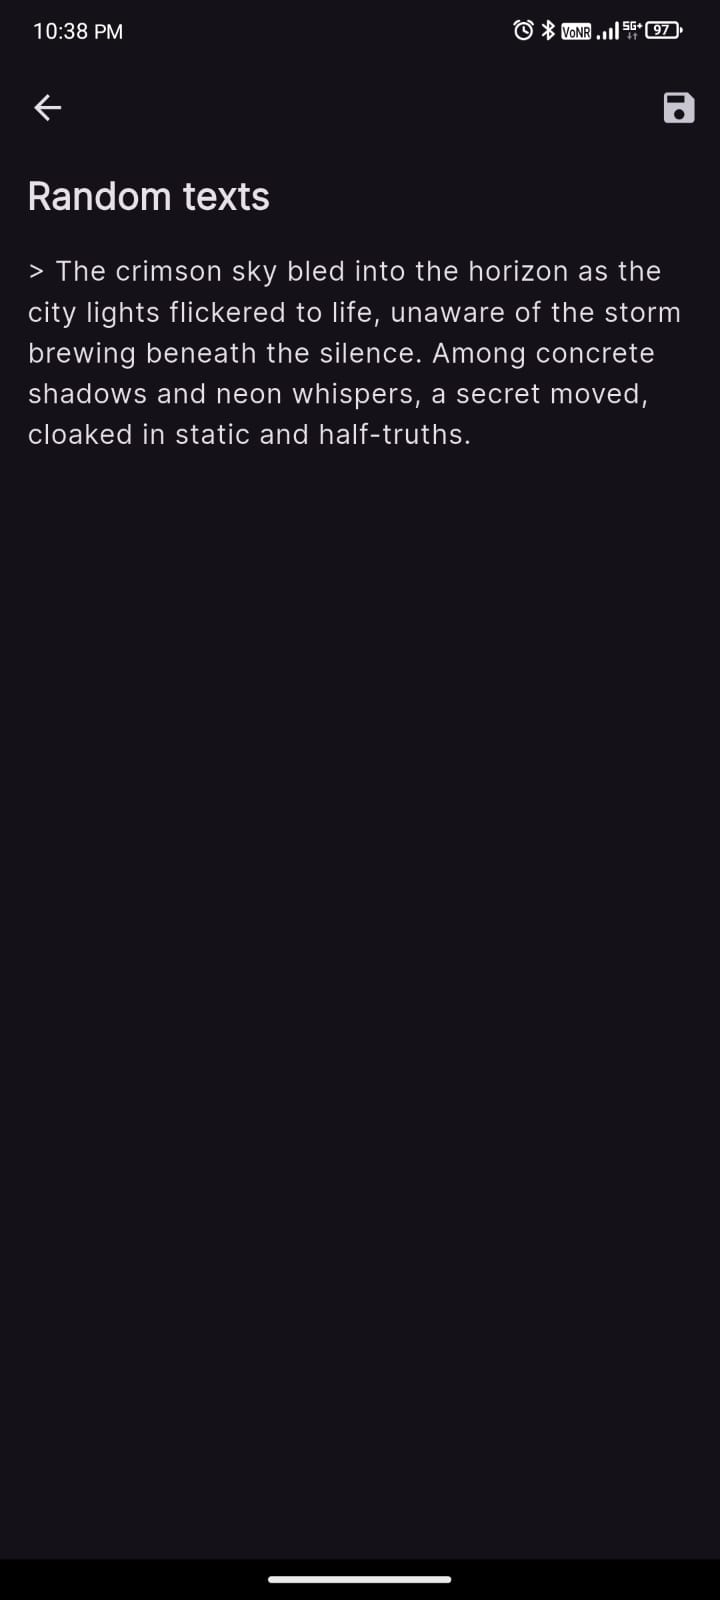 10:38 PM
VoNR 5G+ 97
Random texts
> The crimson sky bled into the horizon as the
city lights flickered to life, unaware of the storm
brewing beneath the silence. Among concrete
shadows and neon whispers, a secret moved,
cloaked in static and half-truths.